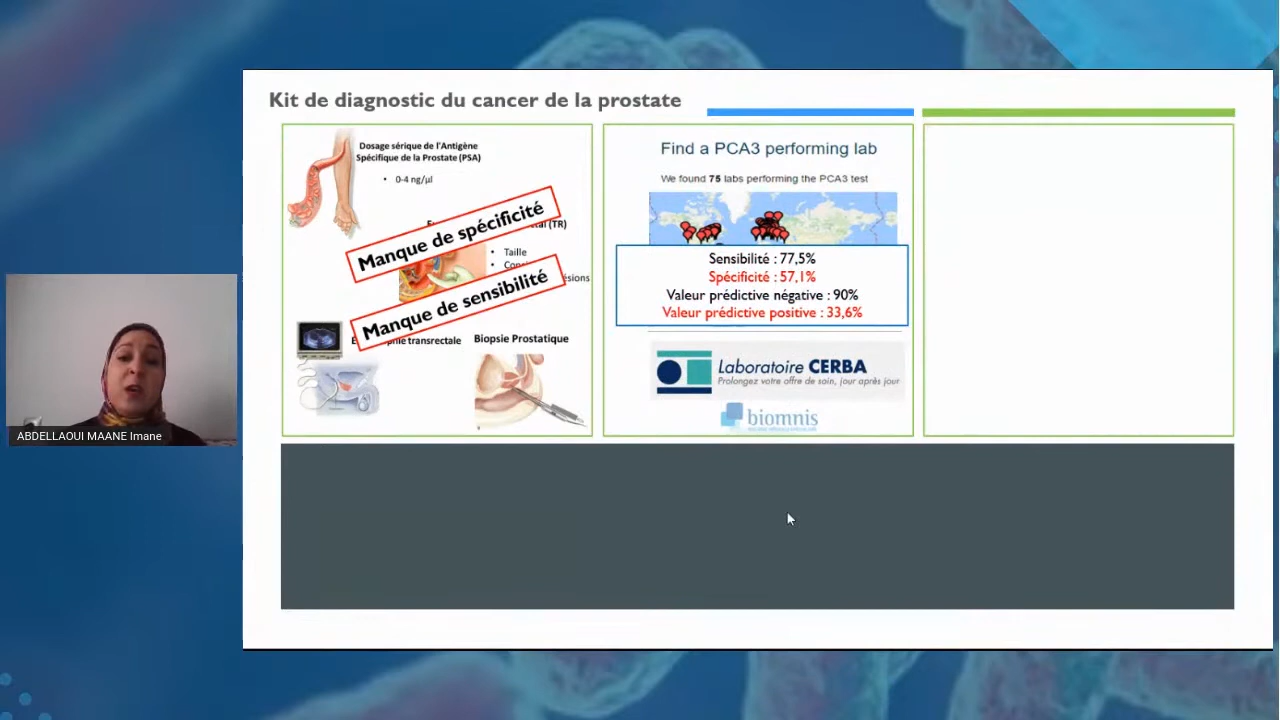 Kit de diagnostic du cancer de la prostate
Dosage sérique de l'Antigène
Spécifique de la Prostate (PSA)
• 0-4 ng/µl
(TR)
Manque de spécificité
• Taille
Manque de sensibilité
transrectale
Biopsie Prostatique
Find a PCA3 performing lab
We found 75 labs performing the PCA3 test
Sensibilité : 77,5%
Spécificité : 57,1%
Valeur prédictive négative : 90%
Valeur prédictive positive : 33,6%
Laboratoire CERBA
Prolongez votre offre de soin, jour après jour
biomnis
ABDELLAOUI MAANE Imane